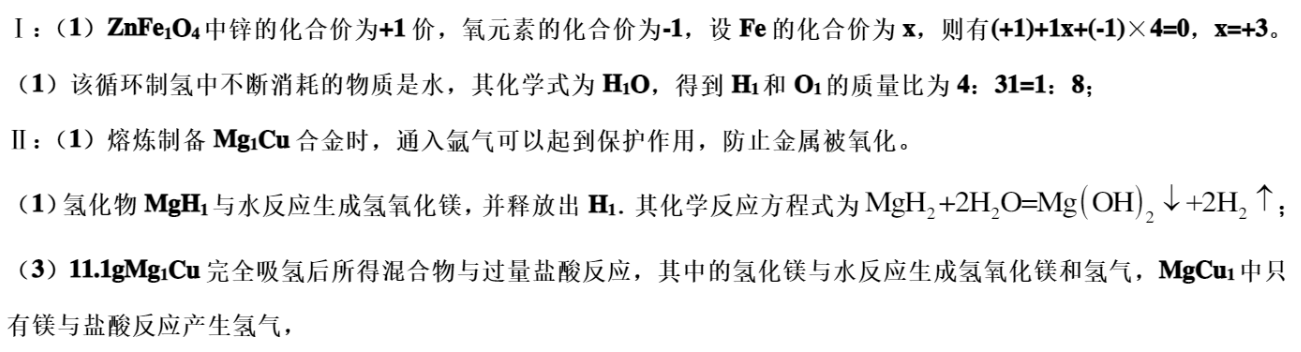 Ⅰ：（1）ZnFe₁O₄中锌的化合价为+1价，氧元素的化合价为-1，设Fe的化合价为x，则有(+1)+1x+(-1)×4=0，x=+3。
（1）该循环制氢中不断消耗的物质是水，其化学式为H₁O，得到H₁和O₁的质量比为4：31=1：8；
Ⅱ：（1）熔炼制备Mg₁Cu合金时，通入氩气可以起到保护作用，防止金属被氧化。
（1）氢化物MgH₁与水反应生成氢氧化镁，并释放出H₁．其化学反应方程式为MgH₂+2H₂O=Mg(OH)₂↓+2H₂↑；
（3）11.1gMg₁Cu完全吸氢后所得混合物与过量盐酸反应，其中的氢化镁与水反应生成氢氧化镁和氢气，MgCu₁中只
有镁与盐酸反应产生氢气，